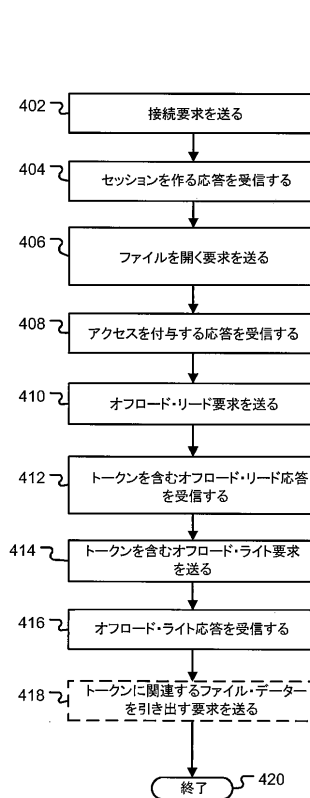 402
接続要求を送る
404
セッションを作る応答を受信する
406
ファイルを開く要求を送る
408
アクセスを付与する応答を受信する
410
オフロード・リード要求を送る
412
トークンを含むオフロード・リード応答
を受信する
414
トークンを含むオフロード・ライト要求
を送る
416
オフロード・ライト応答を受信する
418
トークンに関連するファイル・データー
を引き出す要求を送る
終了
420